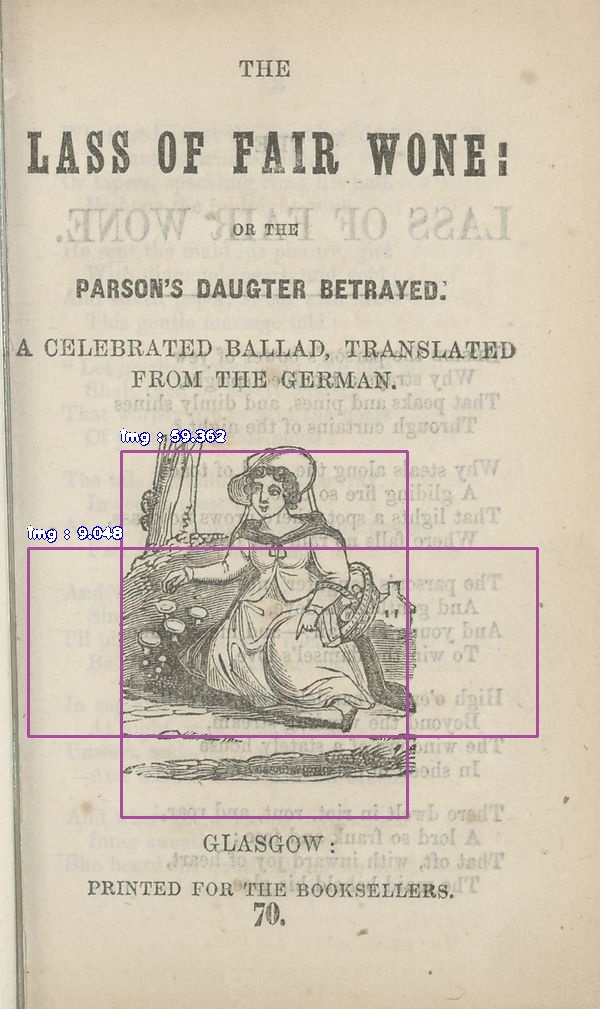 THE
LASS OF FAIR WONE:
OR THE
PARSON'S DAUGTER BETRAYED.
A CELEBRATED BALLAD, TRANSLATED
FROM THE GERMAN.
img : 59.362
img : 9.048
GLASGOW:
PRINTED FOR THE BOOKSELLERS.
70.